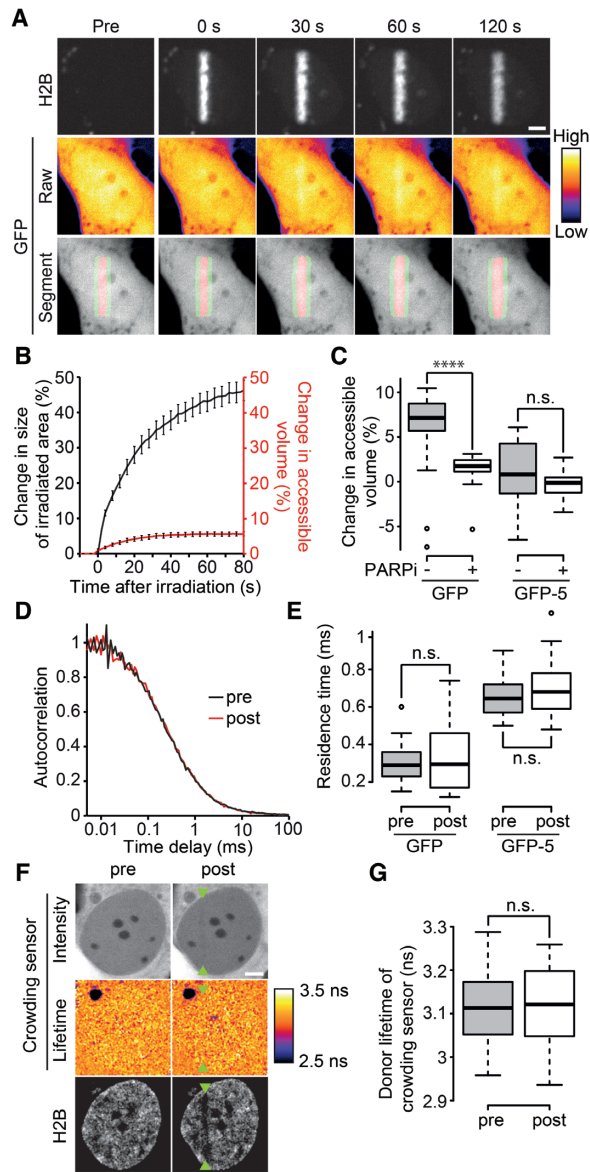 A
Pre 0 s 30 s 60 s 120 s
H2B
GFP
Raw
Segment
High
Low
B
Change in size
of irradiated area (%)
50
40
30
20
10
0
-10 0 10 20 30 40 50 60 70 80
Time after irradiation (s)
50
40
30
20
10
0
Change in accessible
volume (%)
C
Change in accessible
volume (%)
10
5
0
-5
****
n.s.
PARPi - + - +
GFP GFP-5
D
Autocorrelation
1
0.8
0.6
0.4
0.2
0
pre
post
0.01 0.1 1 10 100
Time delay (ms)
E
Residence time (ms)
1.0
0.8
0.6
0.4
0.2
n.s.
n.s.
pre post pre post
GFP GFP-5
F
pre post
Crowding sensor
Intensity
Lifetime
H2B
3.5 ns
2.5 ns
G
Donor lifetime of
crowding sensor (ns)
3.3
3.2
3.1
3
2.9
n.s.
pre post